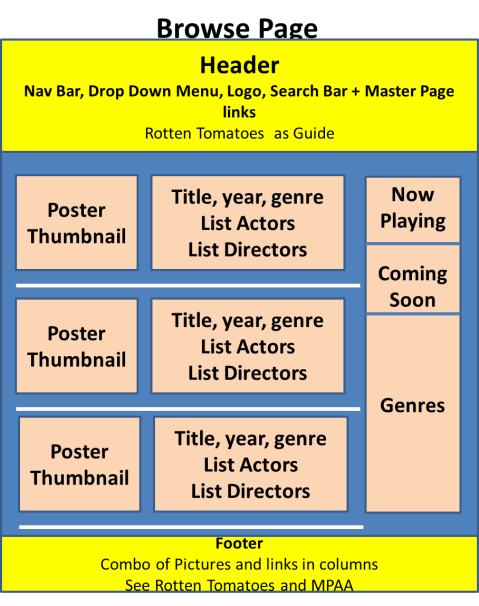 Browse Page
Header
Nav Bar, Drop Down Menu, Logo, Search Bar + Master Page
links
Rotten Tomatoes as Guide
Poster
Thumbnail
Title, year, genre
List Actors
List Directors
Now
Playing
Coming
Soon
Genres
Poster
Thumbnail
Title, year, genre
List Actors
List Directors
Poster
Thumbnail
Title, year, genre
List Actors
List Directors
Footer
Combo of Pictures and links in columns
See Rotten Tomatoes and MPAA